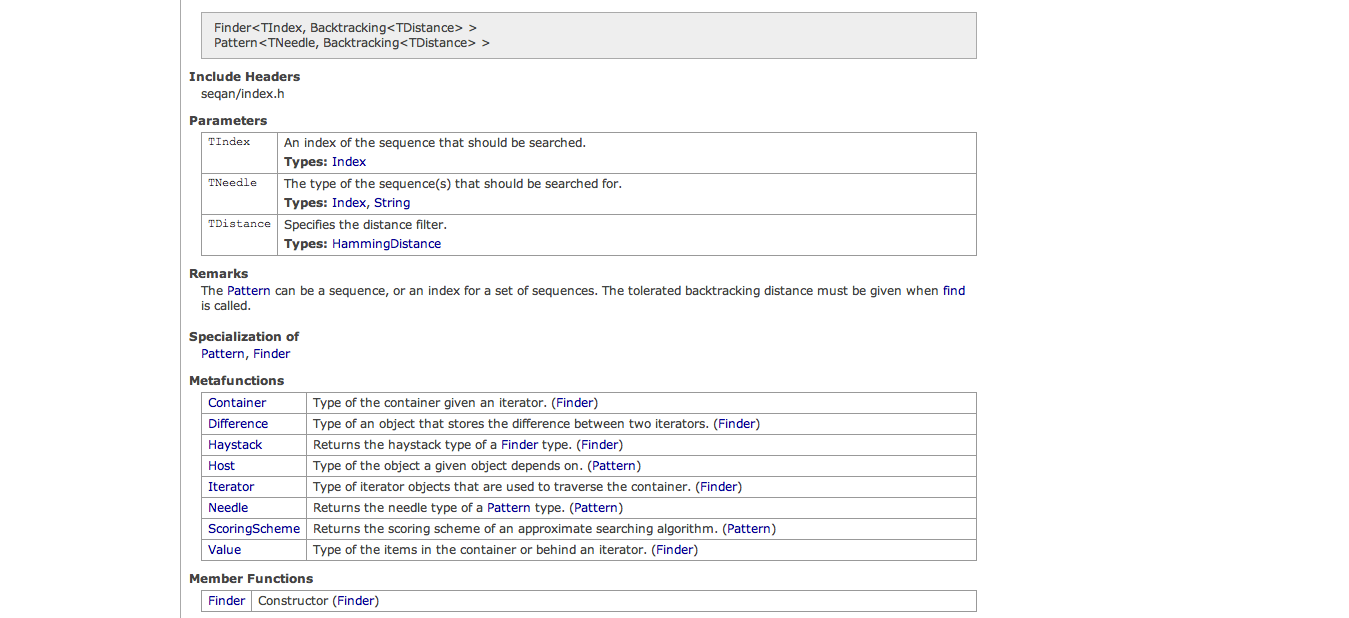 Finder<TIndex, Backtracking<TDistance> >
Pattern<TNeedle, Backtracking<TDistance> >
Include Headers
seqan/index.h
Parameters
TIndex An index of the sequence that should be searched.
Types: Index
TNeedle The type of the sequence(s) that should be searched for.
Types: Index, String
TDistance Specifies the distance filter.
Types: HammingDistance
Remarks
The Pattern can be a sequence, or an index for a set of sequences. The tolerated backtracking distance must be given when find
is called.
Specialization of
Pattern, Finder
Metafunctions
Container Type of the container given an iterator. (Finder)
Difference Type of an object that stores the difference between two iterators. (Finder)
Haystack Returns the haystack type of a Finder type. (Finder)
Host Type of the object a given object depends on. (Pattern)
Iterator Type of iterator objects that are used to traverse the container. (Finder)
Needle Returns the needle type of a Pattern type. (Pattern)
ScoringScheme Returns the scoring scheme of an approximate searching algorithm. (Pattern)
Value Type of the items in the container or behind an iterator. (Finder)
Member Functions
Finder Constructor (Finder)